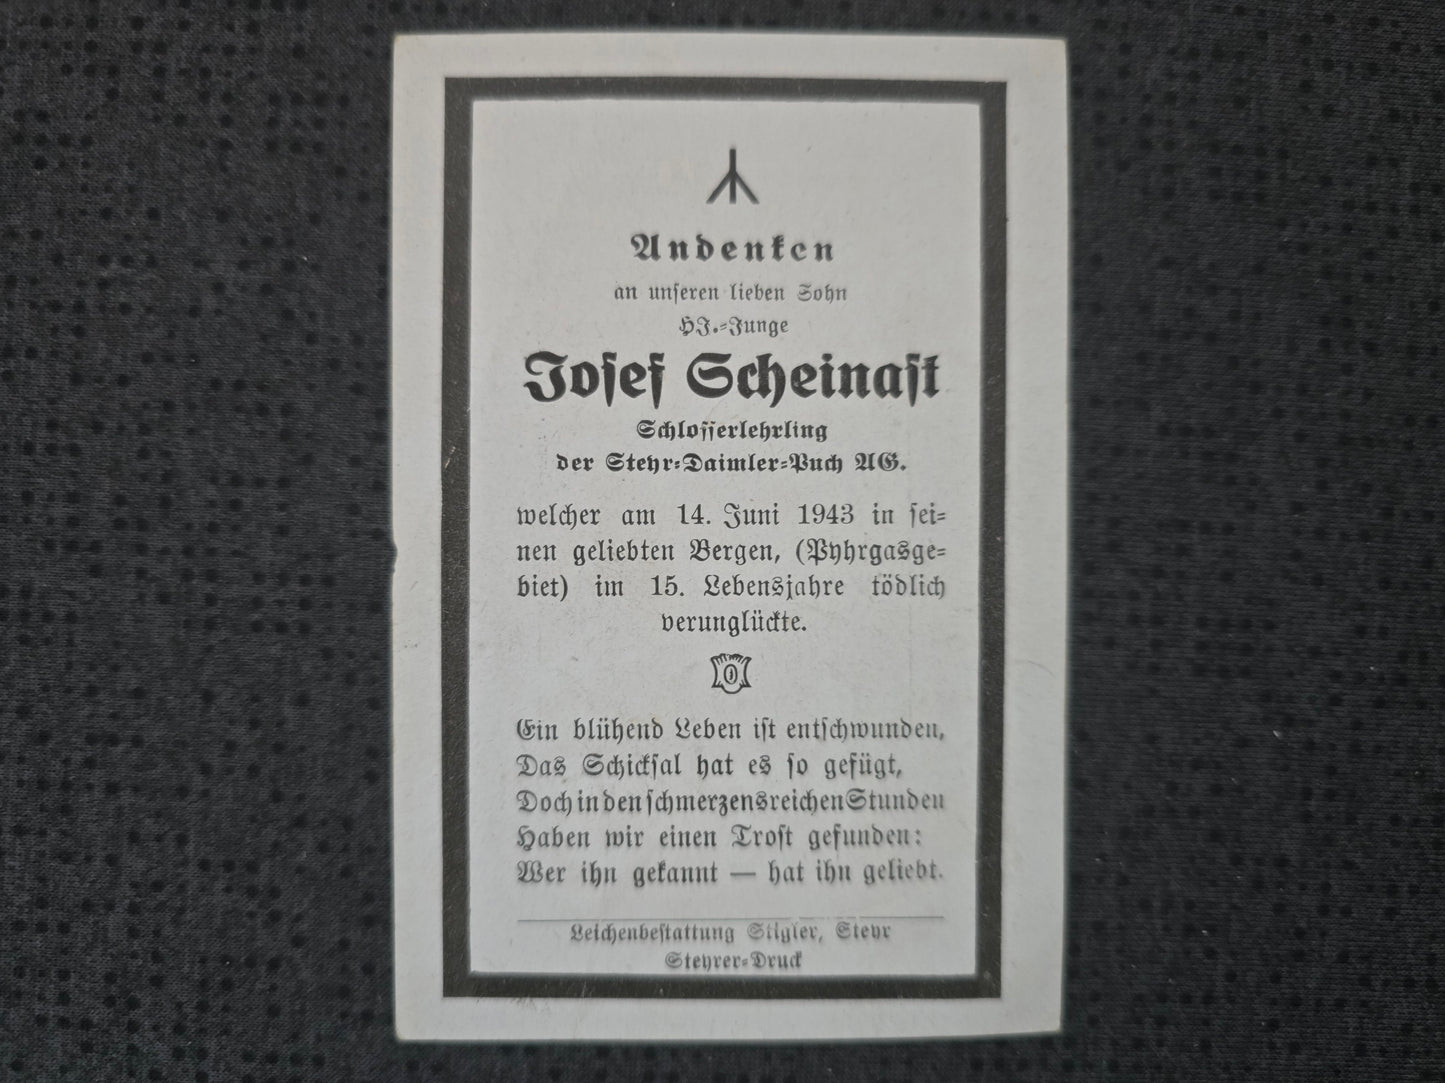 Andenken
an unseren lieben Sohn
HJ.-Junge
Josef Scheinast
Schlosserlehrling
der Steyr-Daimler-Puch AG.
welcher am 14. Juni 1943 in sei-
nen geliebten Bergen, (Pyhrgasge-
biet) im 15. Lebensjahre tödlich
verunglückte.
Ein blühend Leben ist entschwunden,
Das Schicksal hat es so gefügt,
Doch in den schmerzensreichen Stunden
Haben wir einen Trost gefunden:
Wer ihn gekannt — hat ihn geliebt.
Leichenbestattung Stigler, Steyr
Steyrer-Druck